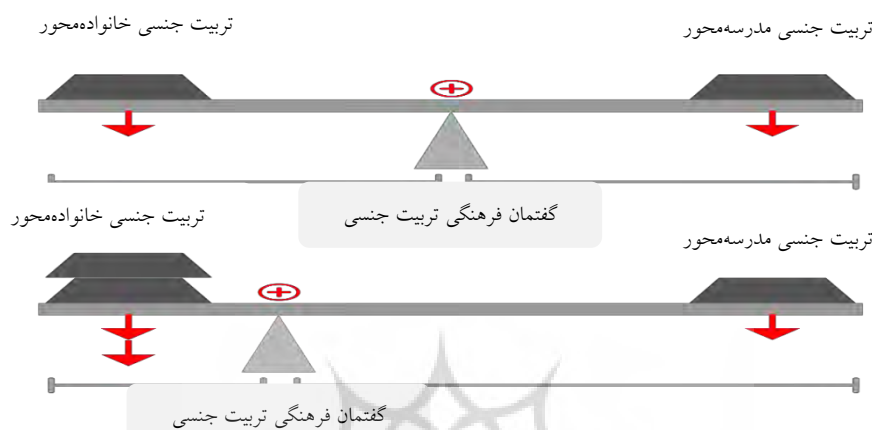 تربیت جنسی مدرسه‌محور
تربیت جنسی خانواده‌محور
گفتمان فرهنگی تربیت جنسی
تربیت جنسی خانواده‌محور
تربیت جنسی مدرسه‌محور
گفتمان فرهنگی تربیت جنسی